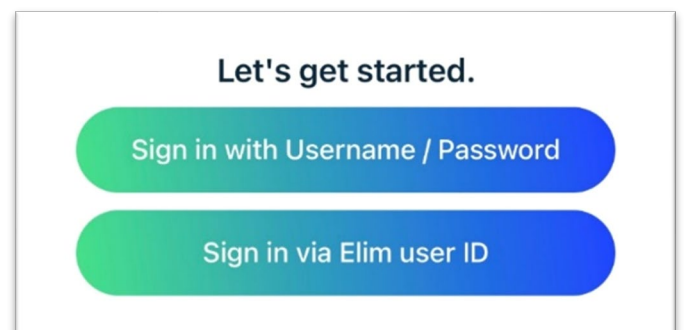 Let's get started.
Sign in with Username / Password
Sign in via Elim user ID